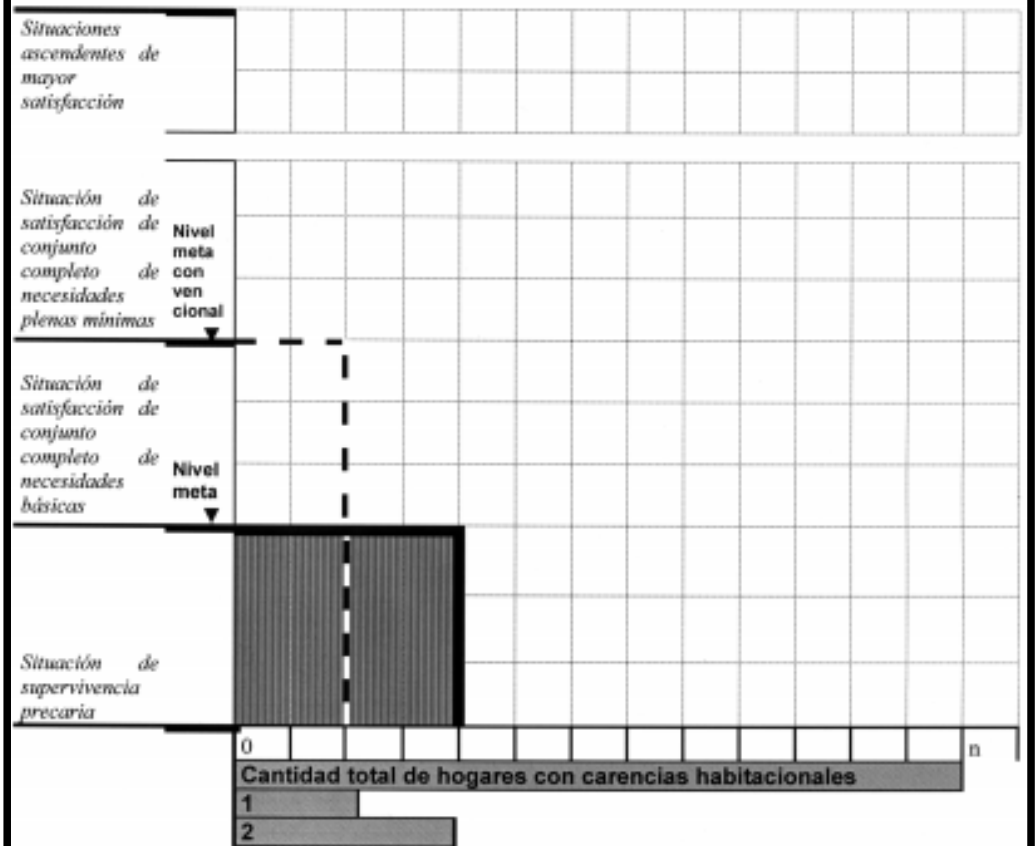 Situaciones
ascendentes de
mayor
satisfacción
Situación de
satisfacción de
conjunto
completo de
necesidades
plenas mínimas
Nivel
meta
con
ven
cional
Situación de
satisfacción de
conjunto
completo de
necesidades
básicas
Nivel
meta
Situación de
supervivencia
precaria
0
n
Cantidad total de hogares con carencias habitacionales
1
2